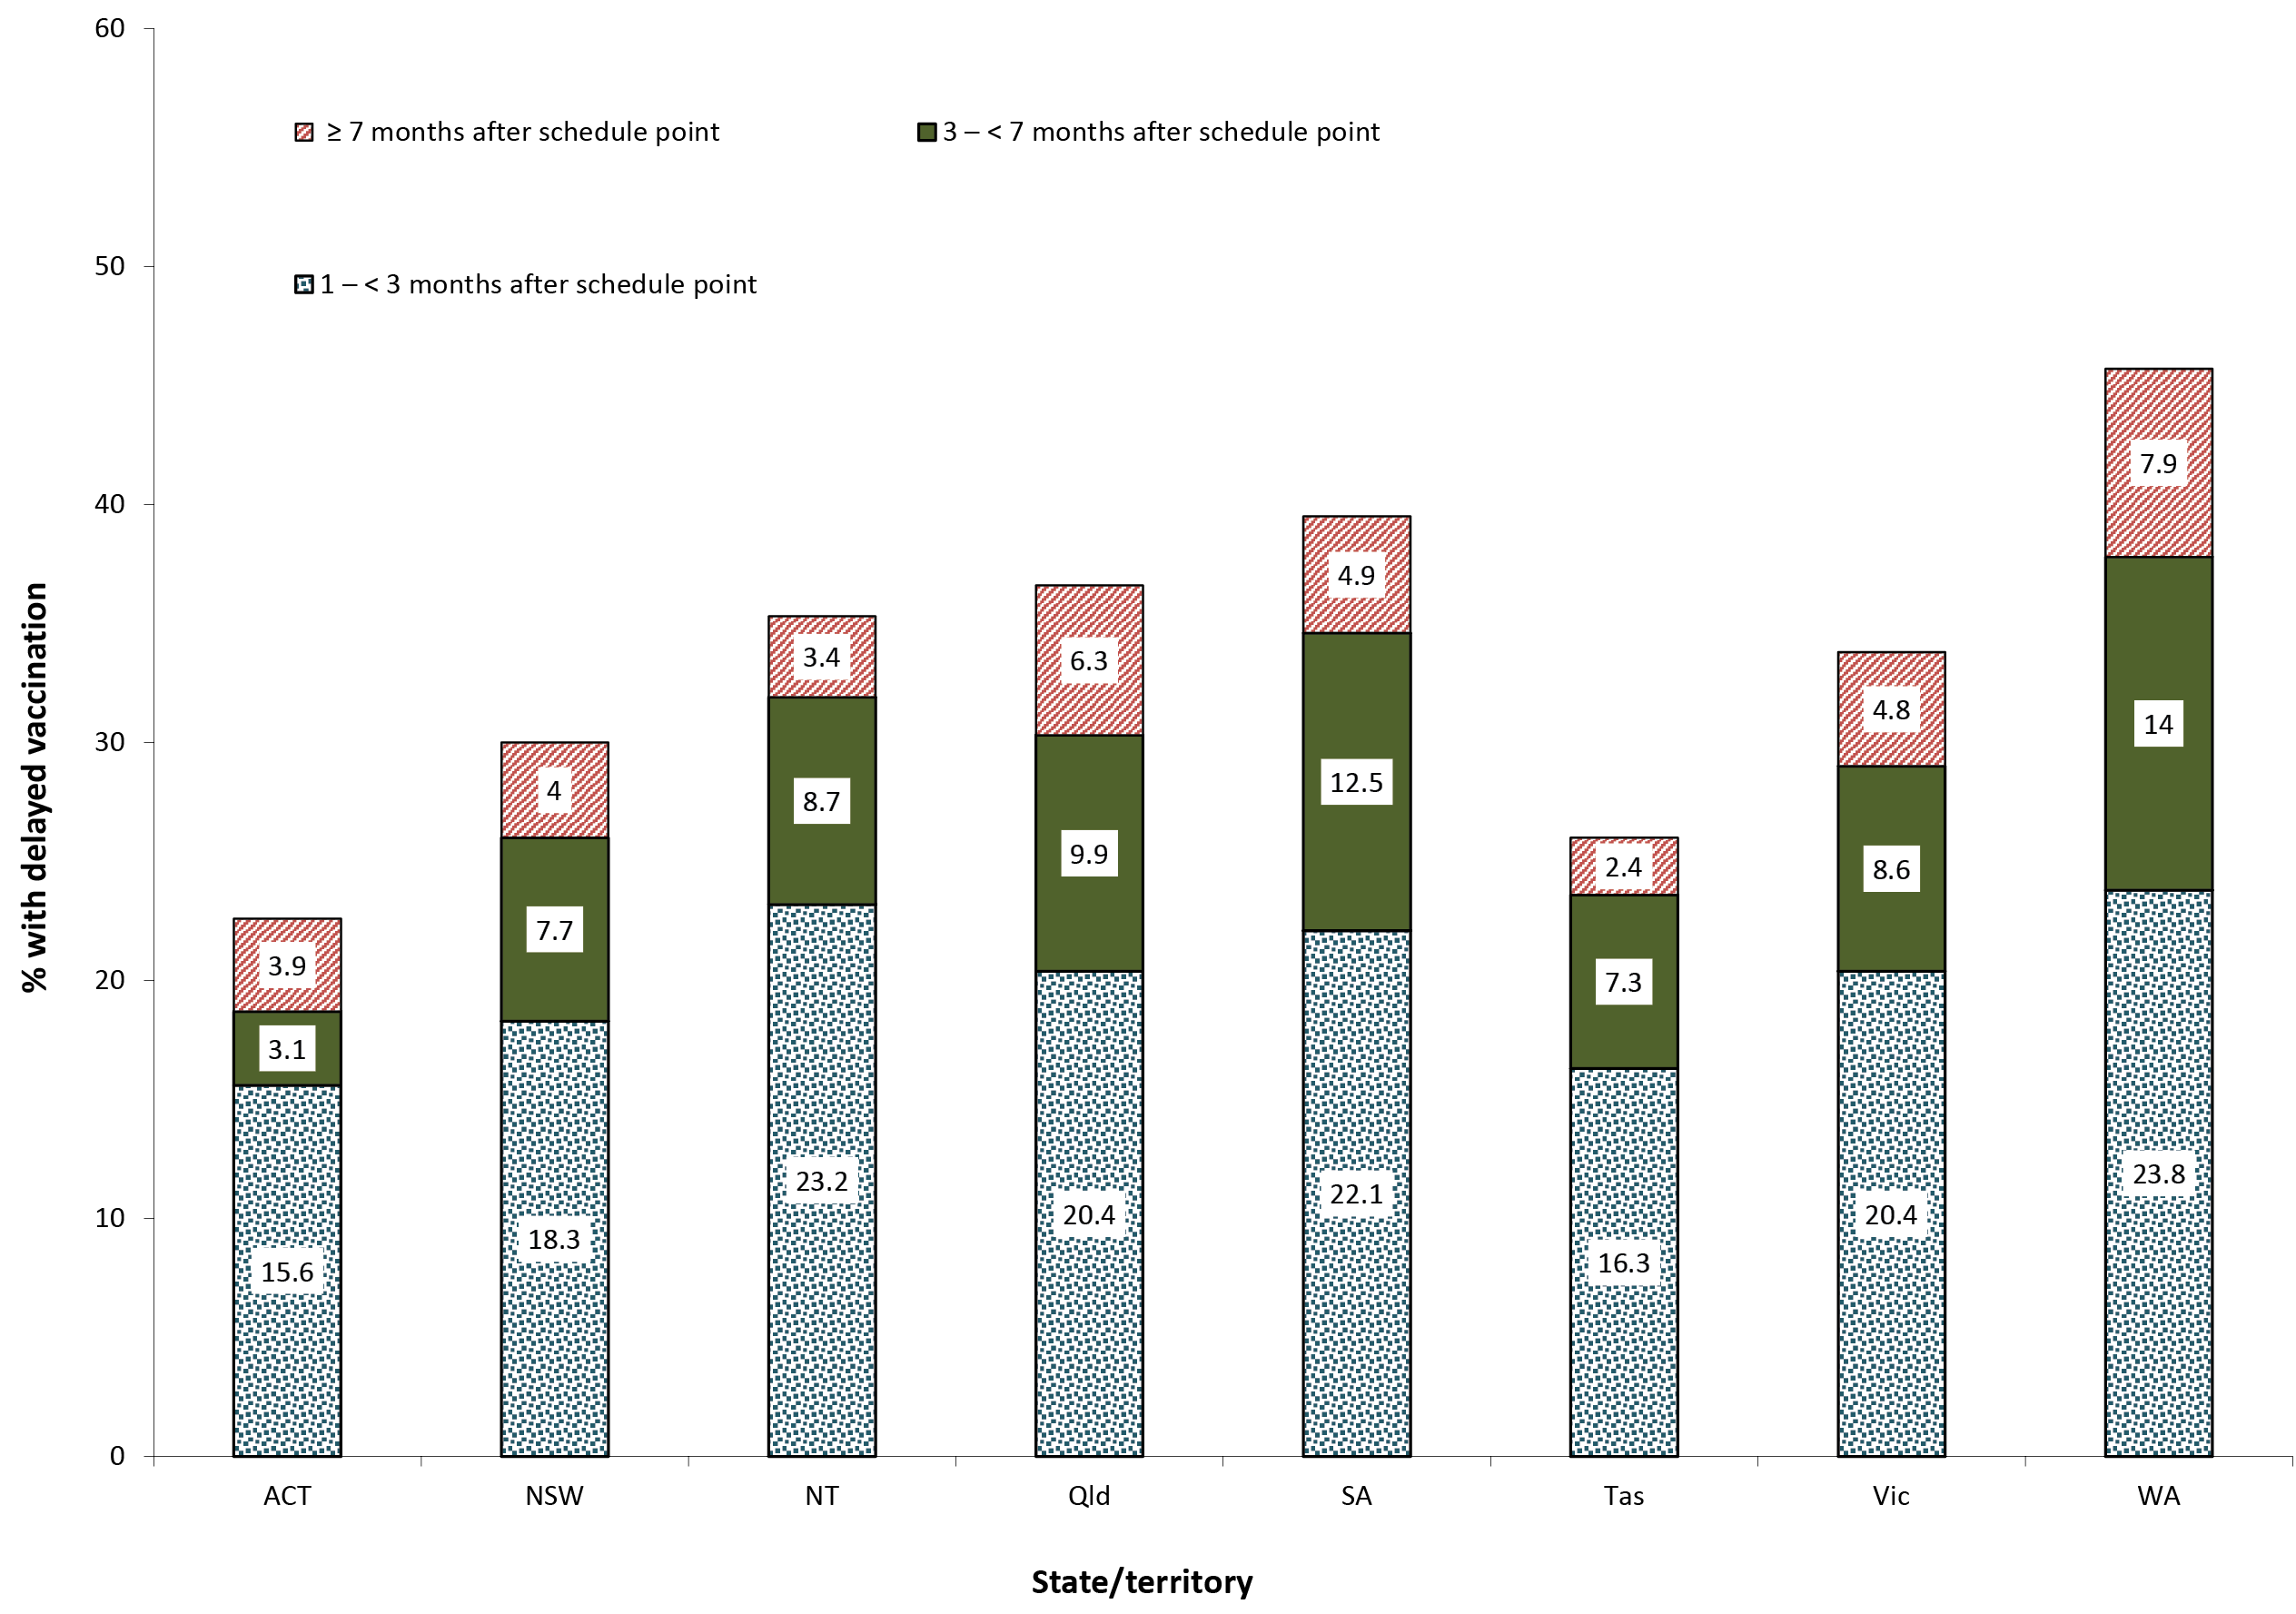 60
50
40
30
20
10
0
% with delayed vaccination
≥ 7 months after schedule point
3 – < 7 months after schedule point
1 – < 3 months after schedule point
3.9
3.1
15.6
4
7.7
18.3
3.4
8.7
23.2
6.3
9.9
20.4
4.9
12.5
22.1
2.4
7.3
16.3
4.8
8.6
20.4
7.9
14
23.8
ACT
NSW
NT
Qld
SA
Tas
Vic
WA
State/territory